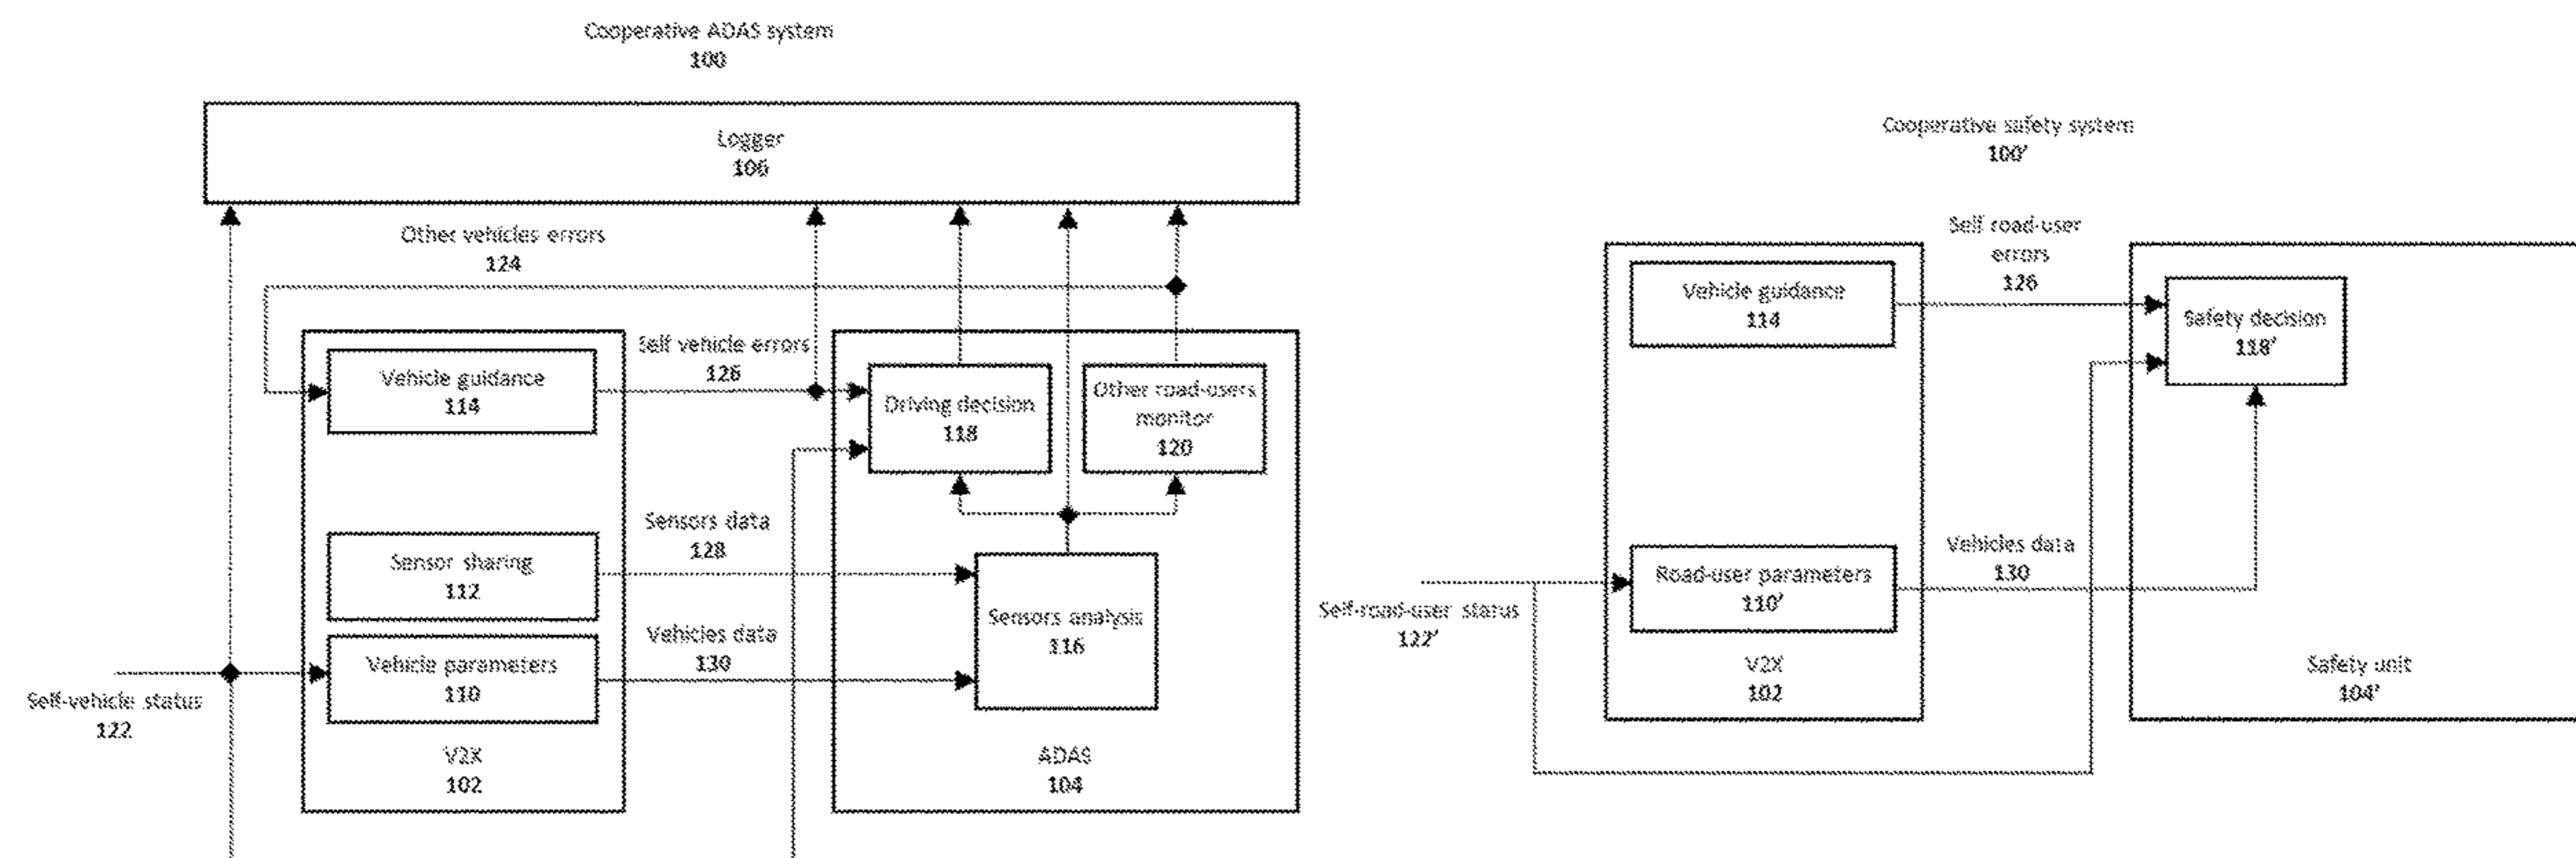 Cooperative ADAS system
100
Logger
106
Other vehicles errors
124
Vehicle guidance
114
Self vehicle errors
126
Driving decision
118
Other road-users
monitor
120
Sensor sharing
112
Sensors data
128
Sensors analysis
116
Vehicle parameters
110
Vehicles data
130
Self-vehicle status
122
V2X
102
ADAS
104
Cooperative safety system
100'
Vehicle guidance
114
Self road-user
errors
126
Safety decision
118'
Road-user parameters
110'
Vehicles data
130
Self-road-user status
122'
V2X
102
Safety unit
104'